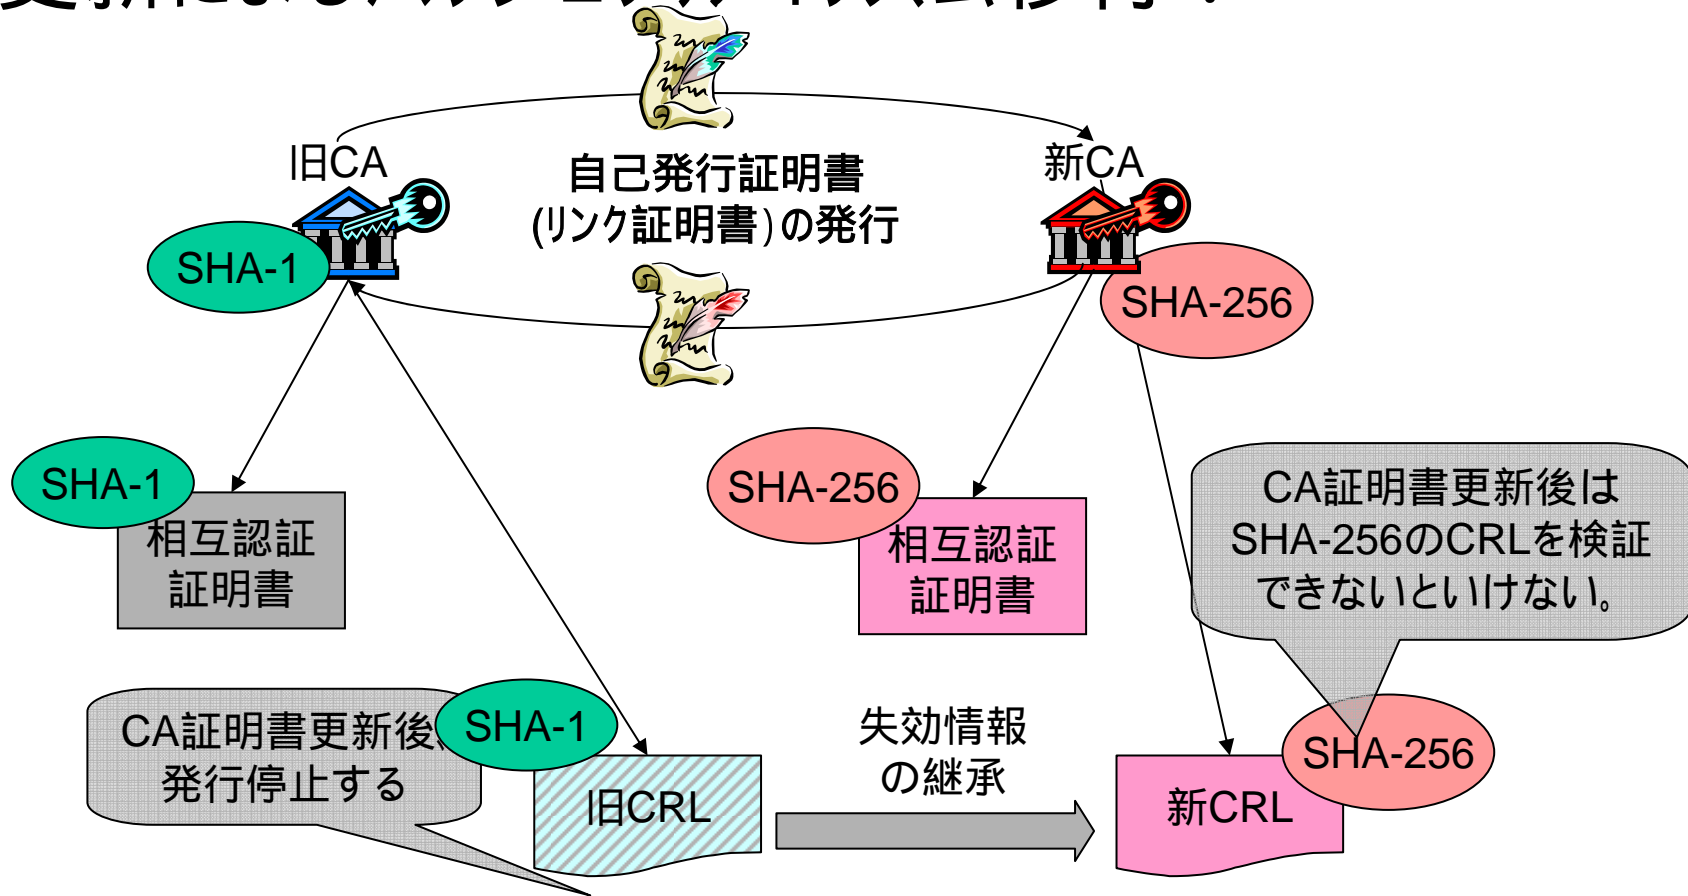 旧CA
新CA
自己発行証明書
(リンク証明書)の発行
SHA-1
SHA-256
SHA-1
相互認証
証明書
SHA-256
相互認証
証明書
CA証明書更新後は
SHA-256のCRLを検証
できないといけない。
CA証明書更新後、
発行停止する
SHA-1
旧CRL
失効情報
の継承
新CRL
SHA-256